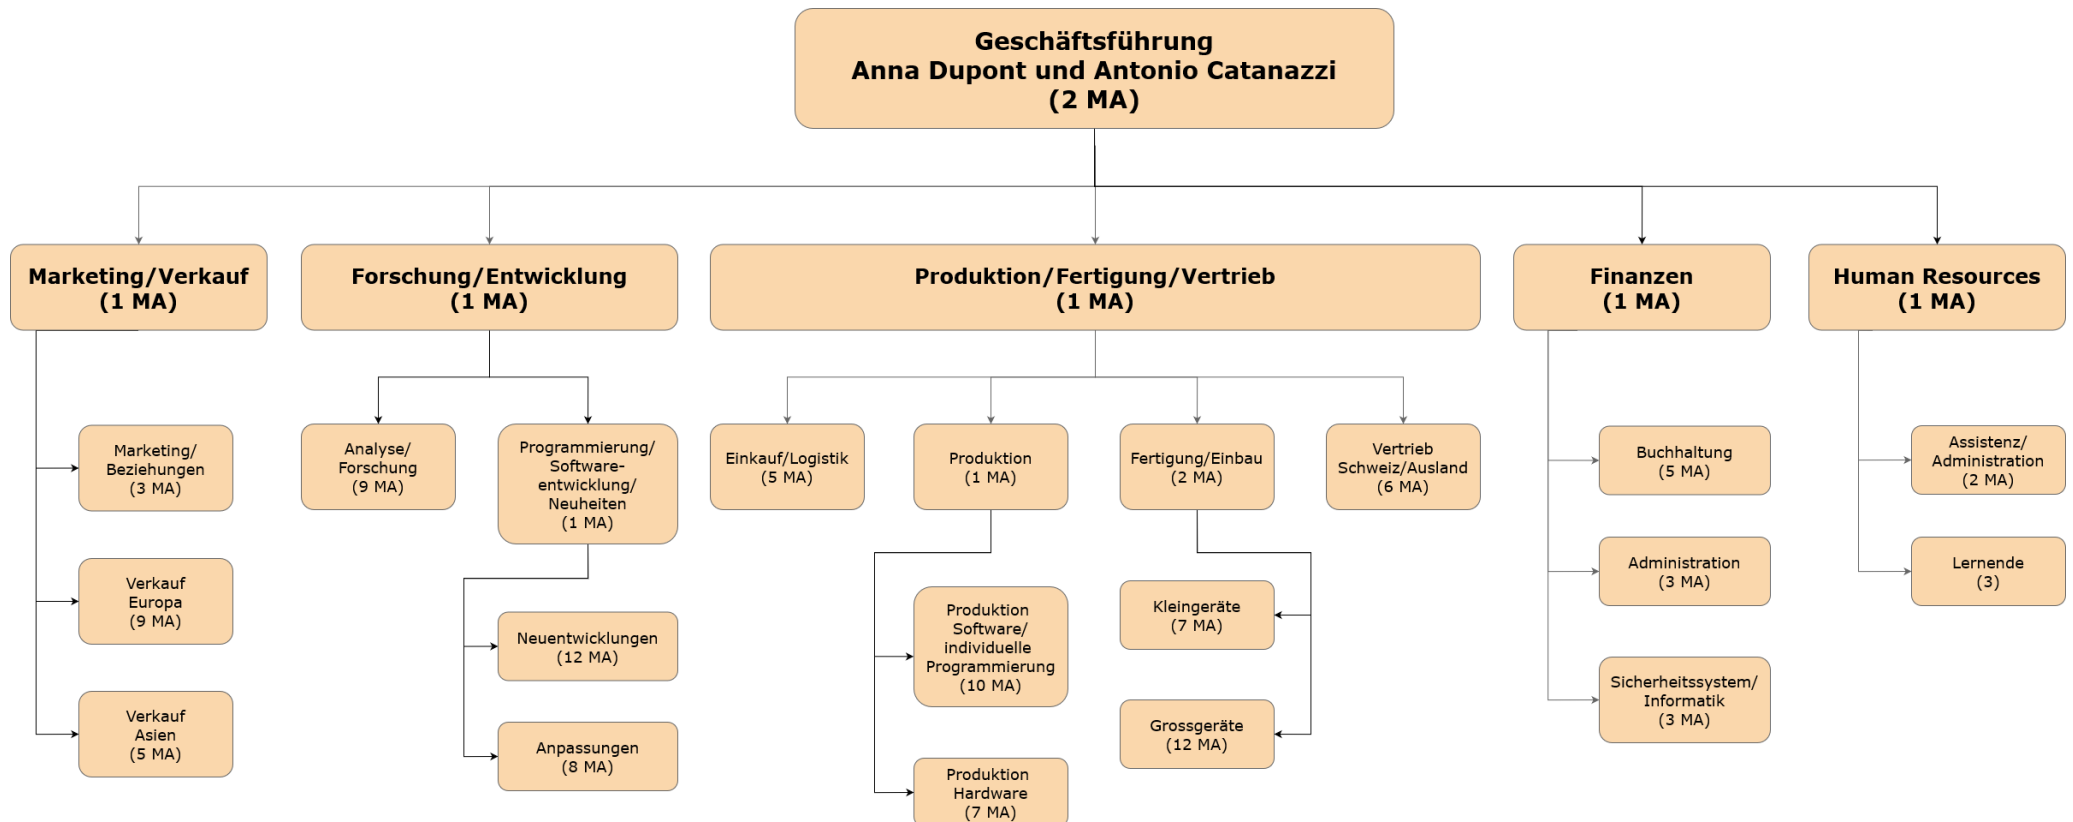 Geschäftsführung
Anna Dupont und Antonio Catanazzi
(2 MA)
Marketing/Verkauf
(1 MA)
Forschung/Entwicklung
(1 MA)
Produktion/Fertigung/Vertrieb
(1 MA)
Finanzen
(1 MA)
Human Resources
(1 MA)
Marketing/
Beziehungen
(3 MA)
Verkauf
Europa
(9 MA)
Verkauf
Asien
(5 MA)
Analyse/
Forschung
(9 MA)
Programmierung/
Software-
entwicklung/
Neuheiten
(1 MA)
Neuentwicklungen
(12 MA)
Anpassungen
(8 MA)
Einkauf/Logistik
(5 MA)
Produktion
(1 MA)
Produktion
Software/
individuelle
Programmierung
(10 MA)
Produktion
Hardware
(7 MA)
Fertigung/Einbau
(2 MA)
Kleingeräte
(7 MA)
Grossgeräte
(12 MA)
Vertrieb
Schweiz/Ausland
(6 MA)
Buchhaltung
(5 MA)
Administration
(3 MA)
Sicherheitssystem/
Informatik
(3 MA)
Assistenz/
Administration
(2 MA)
Lernende
(3)